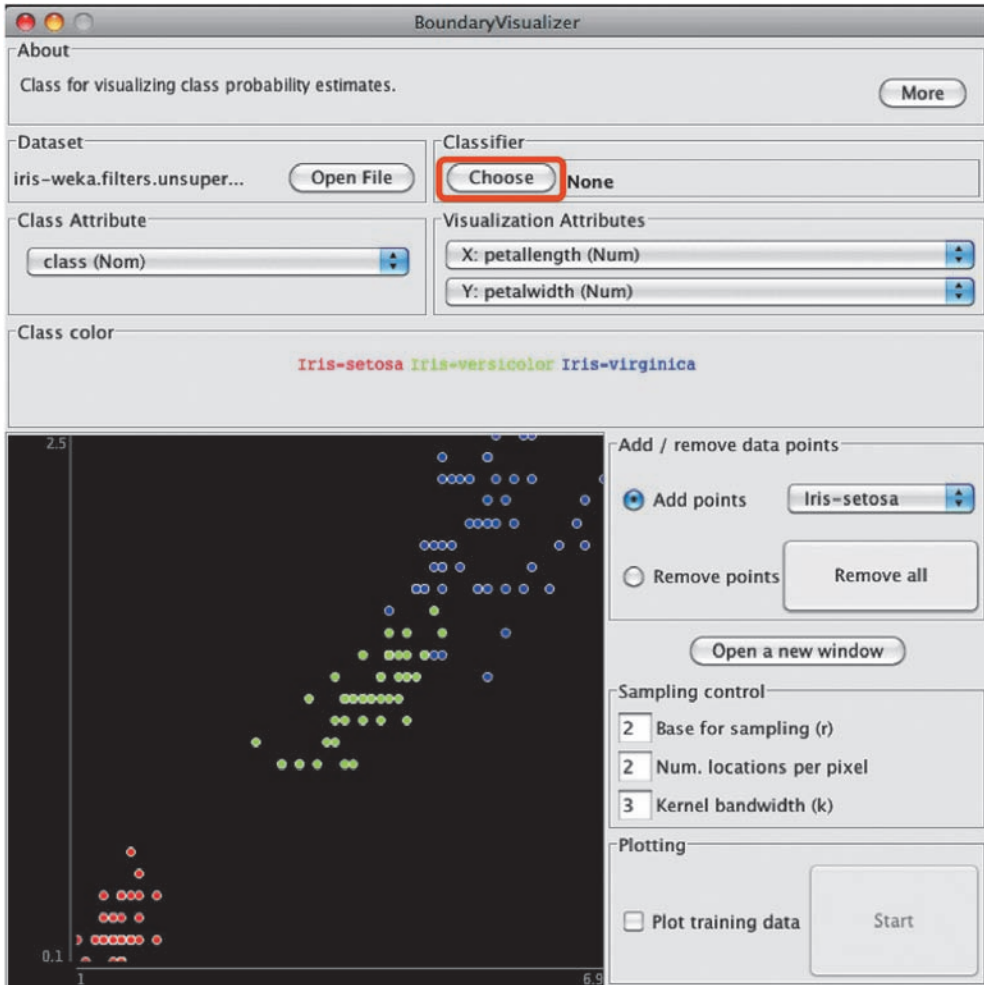 BoundaryVisualizer
About
Class for visualizing class probability estimates.
More
Dataset
iris-weka.filters.unsuper...
Open File
Classifier
Choose
None
Class Attribute
class (Nom)
Visualization Attributes
X: petallength (Num)
Y: petalwidth (Num)
Class color
Iris-setosa Iris-versicolor Iris-virginica
2.5
0.1
1
6.9
Add / remove data points
Add points
Iris-setosa
Remove points
Remove all
Open a new window
Sampling control
2 Base for sampling (r)
2 Num. locations per pixel
3 Kernel bandwidth (k)
Plotting
Plot training data
Start